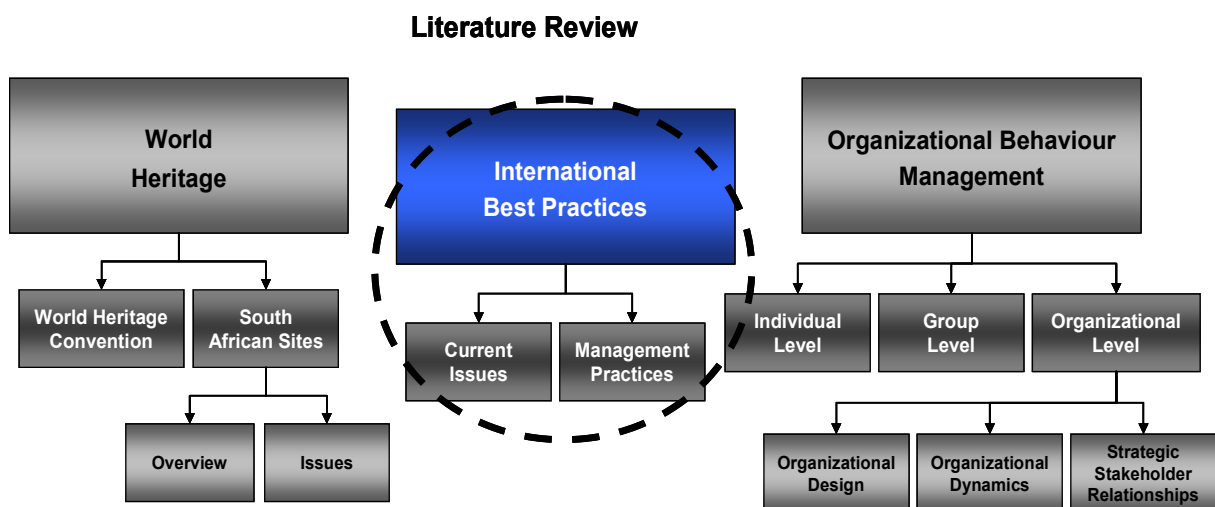 Literature Review
World
Heritage
International
Best Practices
Organizational Behaviour
Management
World Heritage
Convention
South
African Sites
Current
Issues
Management
Practices
Individual
Level
Group
Level
Organizational
Level
Overview
Issues
Organizational
Design
Organizational
Dynamics
Strategic
Stakeholder
Relationships